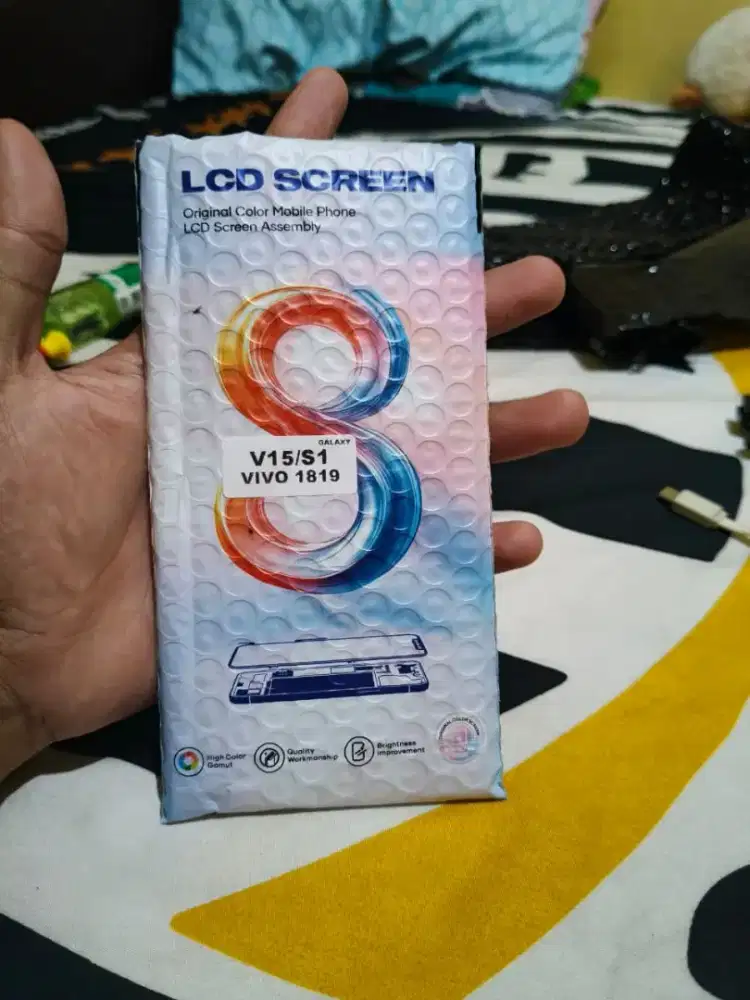 LCD SCREEN
Original Color Mobile Phone
LCD Screen Assembly
GALAXY
V15/S1
VIVO 1819
High Color
Gamut
Quality
Workmanship
Brightness
improvement